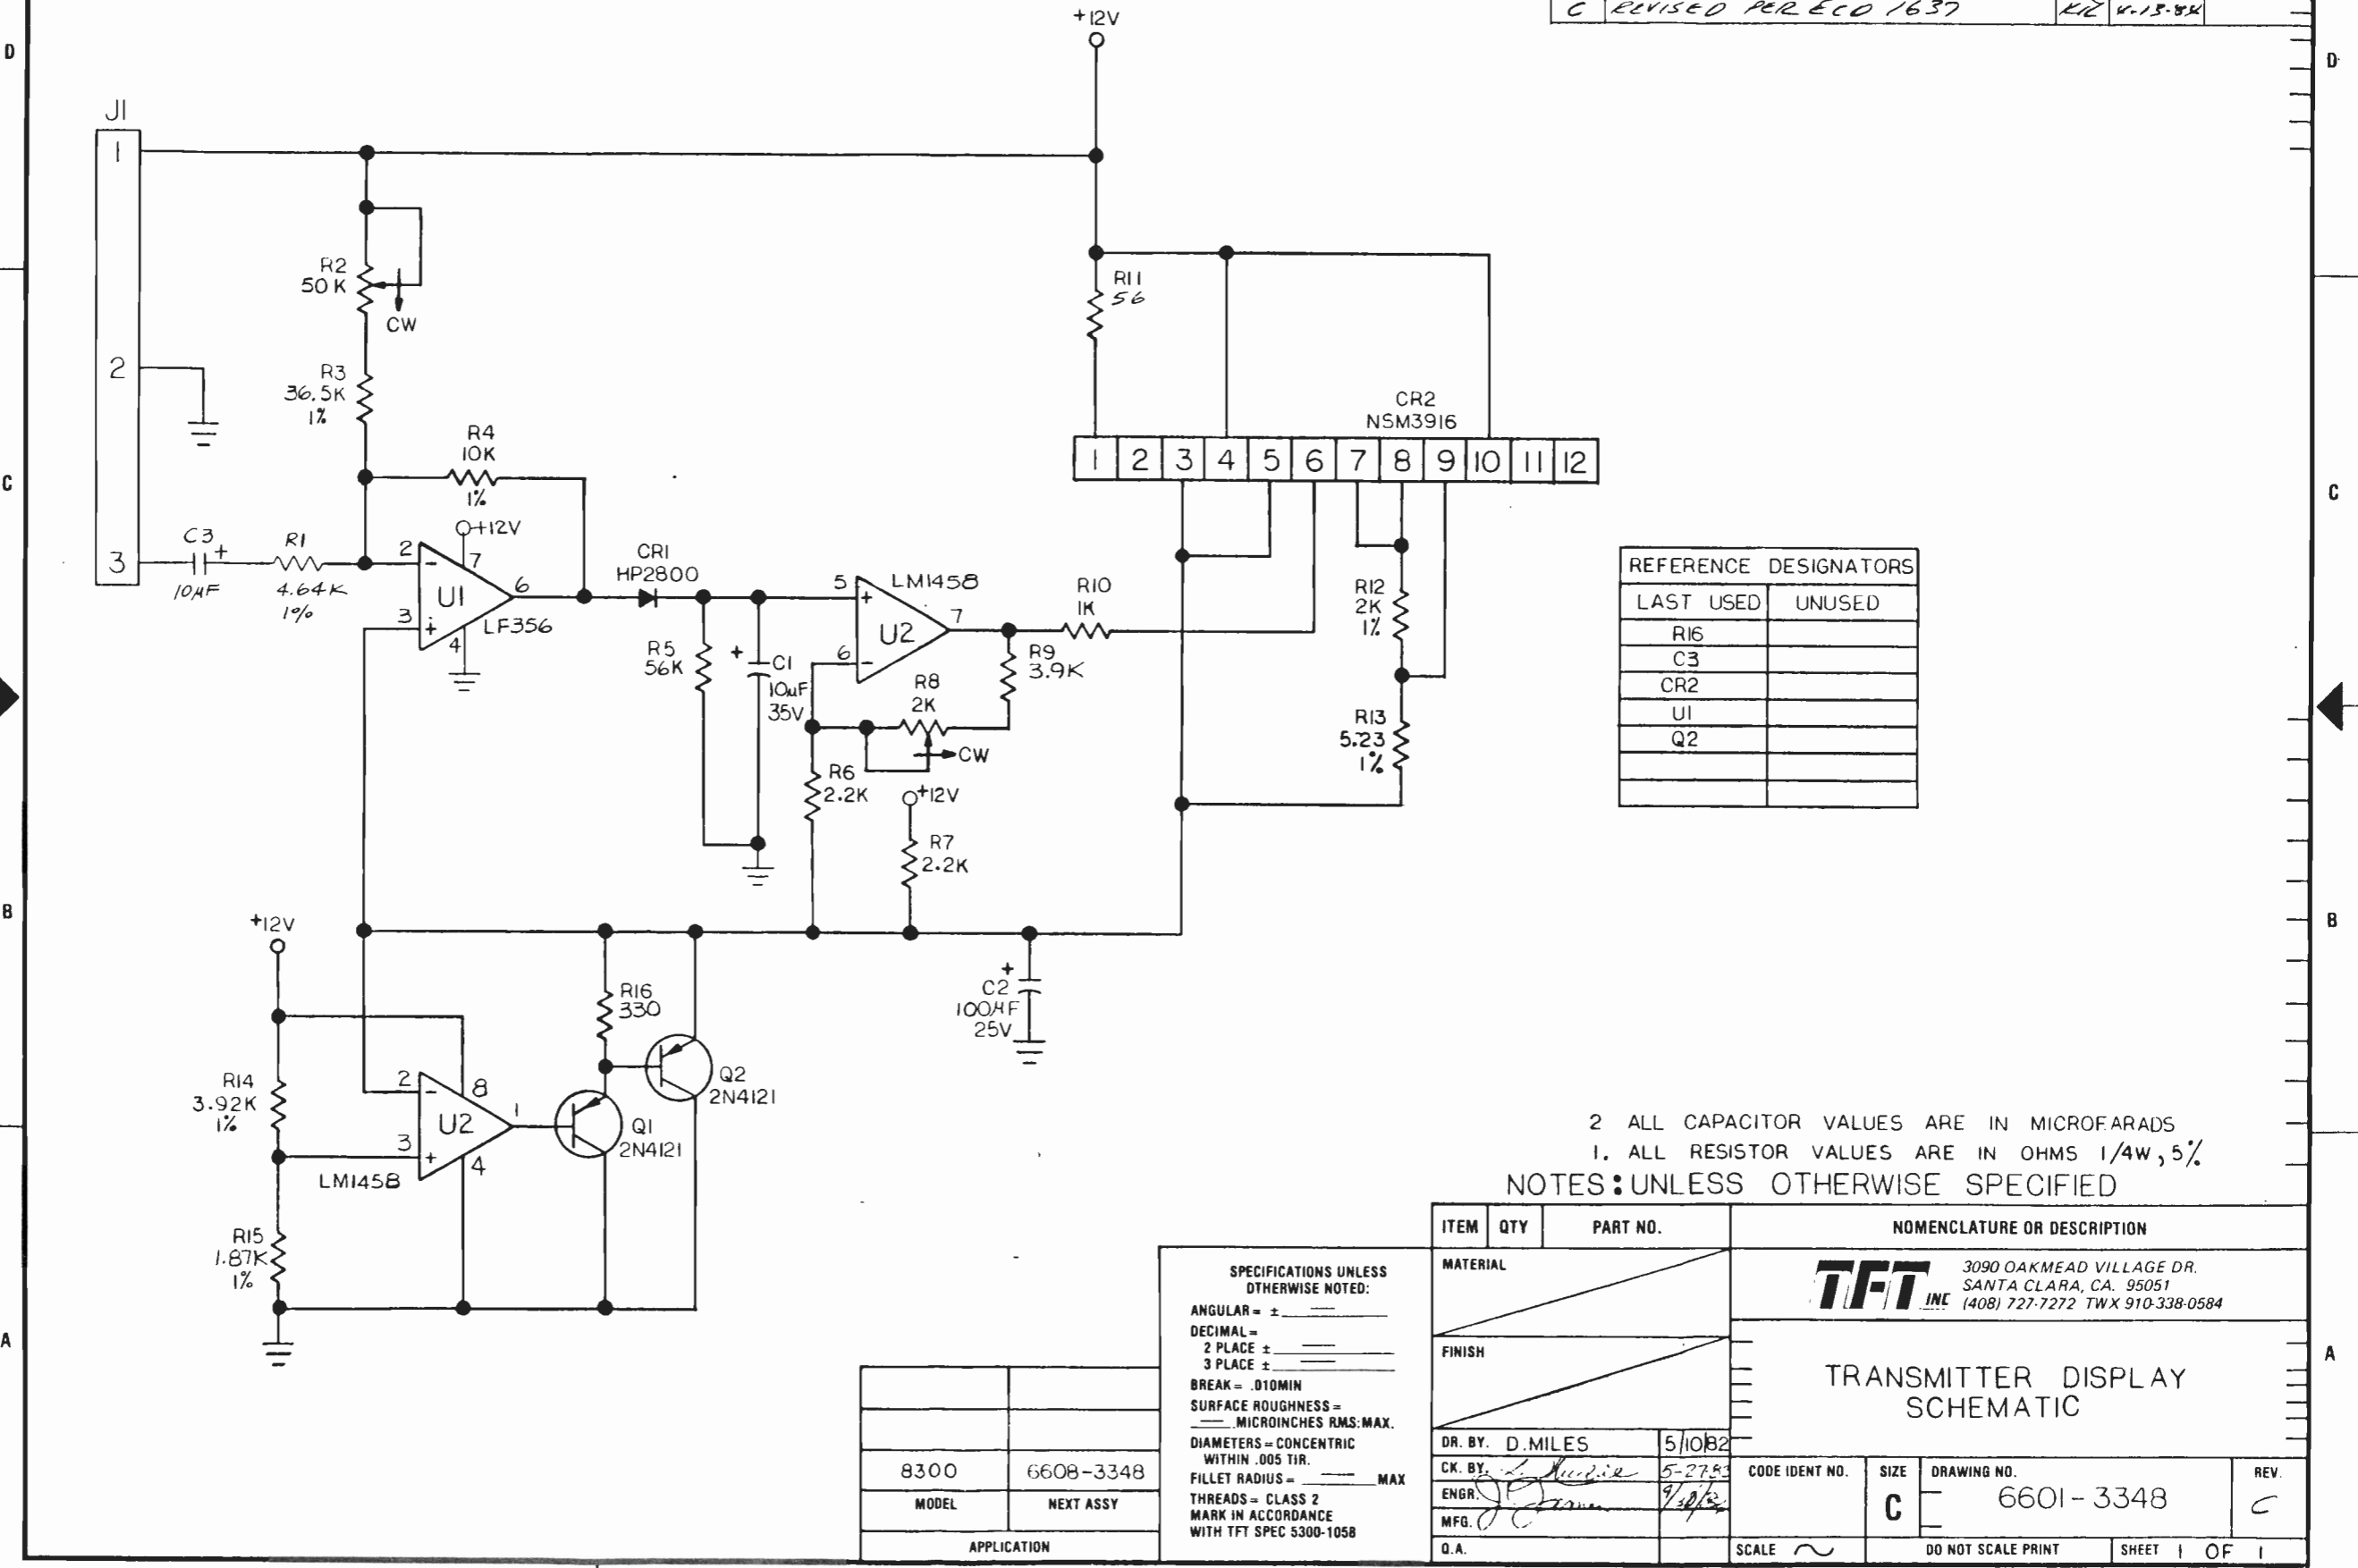 C REVISED PER ECO 1637 4-13-84
+12V
D
D
J1
1
R2
50K
CW
R11
56
2
R3
36.5K
1%
CR2
NSM3916
R4
10K
1%
1 2 3 4 5 6 7 8 9 10 11 12
C
C
+12V
3
C3
+
10µF
R1
4.64K
1%
2
-
7
U1
6
3
+
4
LF356
CR1
HP2800
5
+
LM1458
U2
7
6
-
R10
1K
R9
3.9K
R5
56K
+
C1
10µF
35V
R8
2K
CW
R6
2.2K
+12V
R7
2.2K
R12
2K
1%
R13
5.23
1%
REFERENCE DESIGNATORS
LAST USED UNUSED
R16
C3
CR2
U1
Q2
B
B
+12V
+
C2
100µF
25V
R16
330
Q2
2N4121
Q1
2N4121
R14
3.92K
1%
2
-
8
U2
1
3
+
4
LM1458
R15
1.87K
1%
A
A
2 ALL CAPACITOR VALUES ARE IN MICROFARADS
1. ALL RESISTOR VALUES ARE IN OHMS 1/4W, 5%
NOTES: UNLESS OTHERWISE SPECIFIED
ITEM QTY PART NO. NOMENCLATURE OR DESCRIPTION
SPECIFICATIONS UNLESS
OTHERWISE NOTED:
ANGULAR = ±
DECIMAL =
2 PLACE ±
3 PLACE ±
BREAK = .010MIN
SURFACE ROUGHNESS =
MICROINCHES RMS:MAX.
DIAMETERS = CONCENTRIC
WITHIN .005 TIR.
FILLET RADIUS = MAX
THREADS = CLASS 2
MARK IN ACCORDANCE
WITH TFT SPEC 5300-1058
MATERIAL
FINISH
TFT INC
3090 OAKMEAD VILLAGE DR.
SANTA CLARA, CA. 95051
(408) 727-7272 TWX 910-338-0584
TRANSMITTER DISPLAY
SCHEMATIC
8300 6608-3348
MODEL NEXT ASSY
APPLICATION
DR. BY. D.MILES 5/10/82
CK. BY.
ENGR.
MFG.
Q.A.
CODE IDENT NO.
SIZE
C
DRAWING NO.
6601-3348
REV.
C
SCALE
DO NOT SCALE PRINT
SHEET 1 OF 1